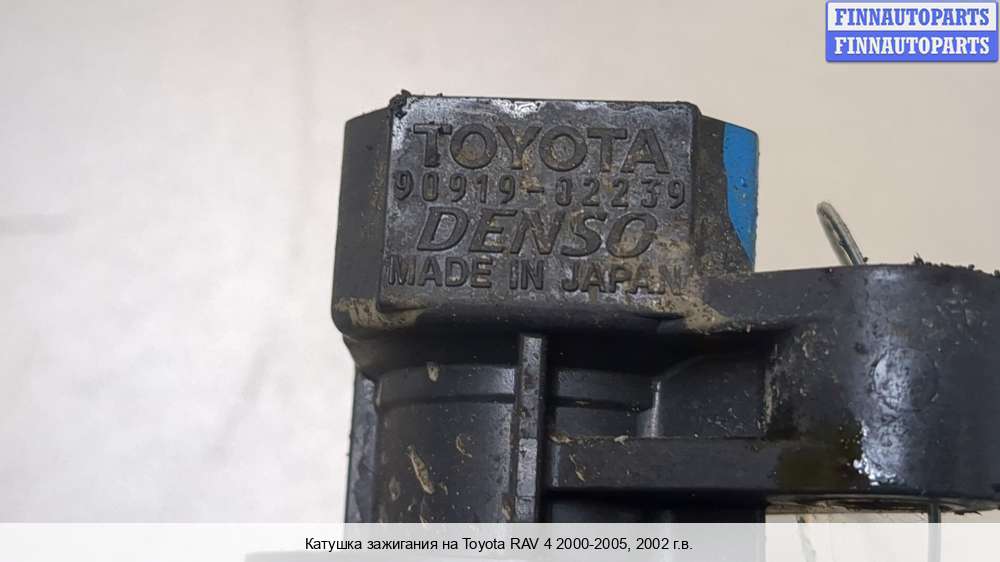 FINNAUTOPARTS
FINNAUTOPARTS
TOYOTA
90919-02239
DENSO
MADE IN JAPAN
Катушка зажигания на Toyota RAV 4 2000-2005, 2002 г.в.